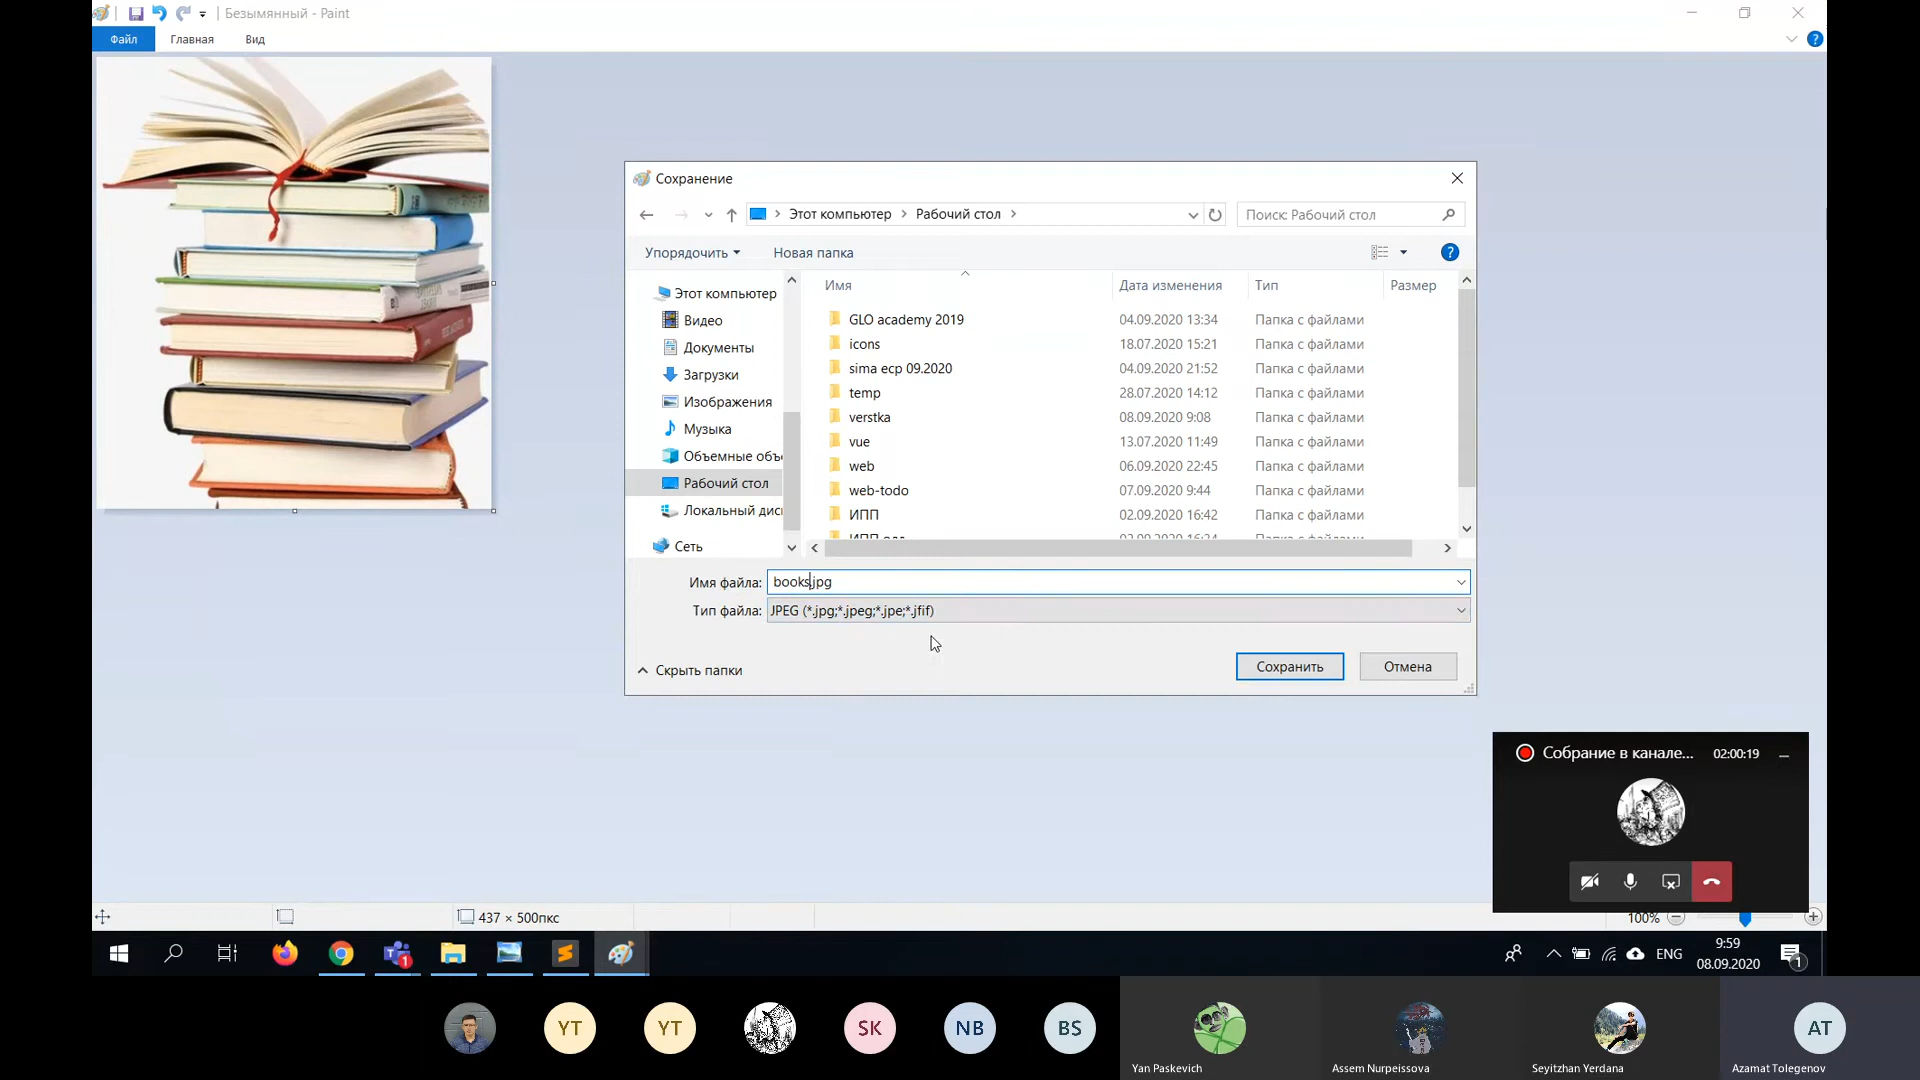 Безымянный - Paint
Файл Главная Вид
Сохранение
Этот компьютер Рабочий стол
Поиск: Рабочий стол
Упорядочить Новая папка
Этот компьютер
Видео
Документы
Загрузки
Изображения
Музыка
Объемные объ
Рабочий стол
Локальный дис
Сеть
Имя Дата изменения Тип Размер
GLO academy 2019 04.09.2020 13:34 Папка с файлами
icons 18.07.2020 15:21 Папка с файлами
sima ecp 09.2020 04.09.2020 21:52 Папка с файлами
temp 28.07.2020 14:12 Папка с файлами
verstka 08.09.2020 9:08 Папка с файлами
vue 13.07.2020 11:49 Папка с файлами
web 06.09.2020 22:45 Папка с файлами
web-todo 07.09.2020 9:44 Папка с файлами
ИПП 02.09.2020 16:42 Папка с файлами
Имя файла: books.jpg
Тип файла: JPEG (*.jpg;*.jpeg;*.jpe;*.jfif)
Скрыть папки
Сохранить Отмена
Собрание в канале... 02:00:19
437 × 500пкс
100%
ENG
9:59
08.09.2020
1
1
YT YT SK NB BS AT
Yan Paskevich Assem Nurpeissova Seyitzhan Yerdana Azamat Tolegenov